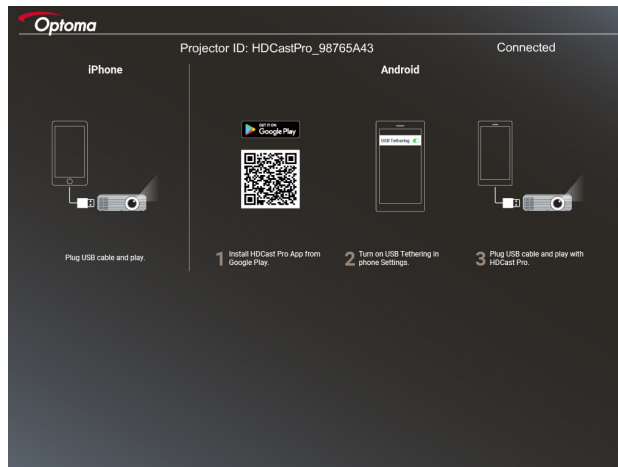 Optoma
Projector ID: HDCastPro_98765A43
Connected
iPhone
Android
GET IT ON
Google Play
USB Tethering
Plug USB cable and play.
1 Install HDCast Pro App from
Google Play.
2 Turn on USB Tethering in
phone Settings.
3 Plug USB cable and play with
HDCast Pro.